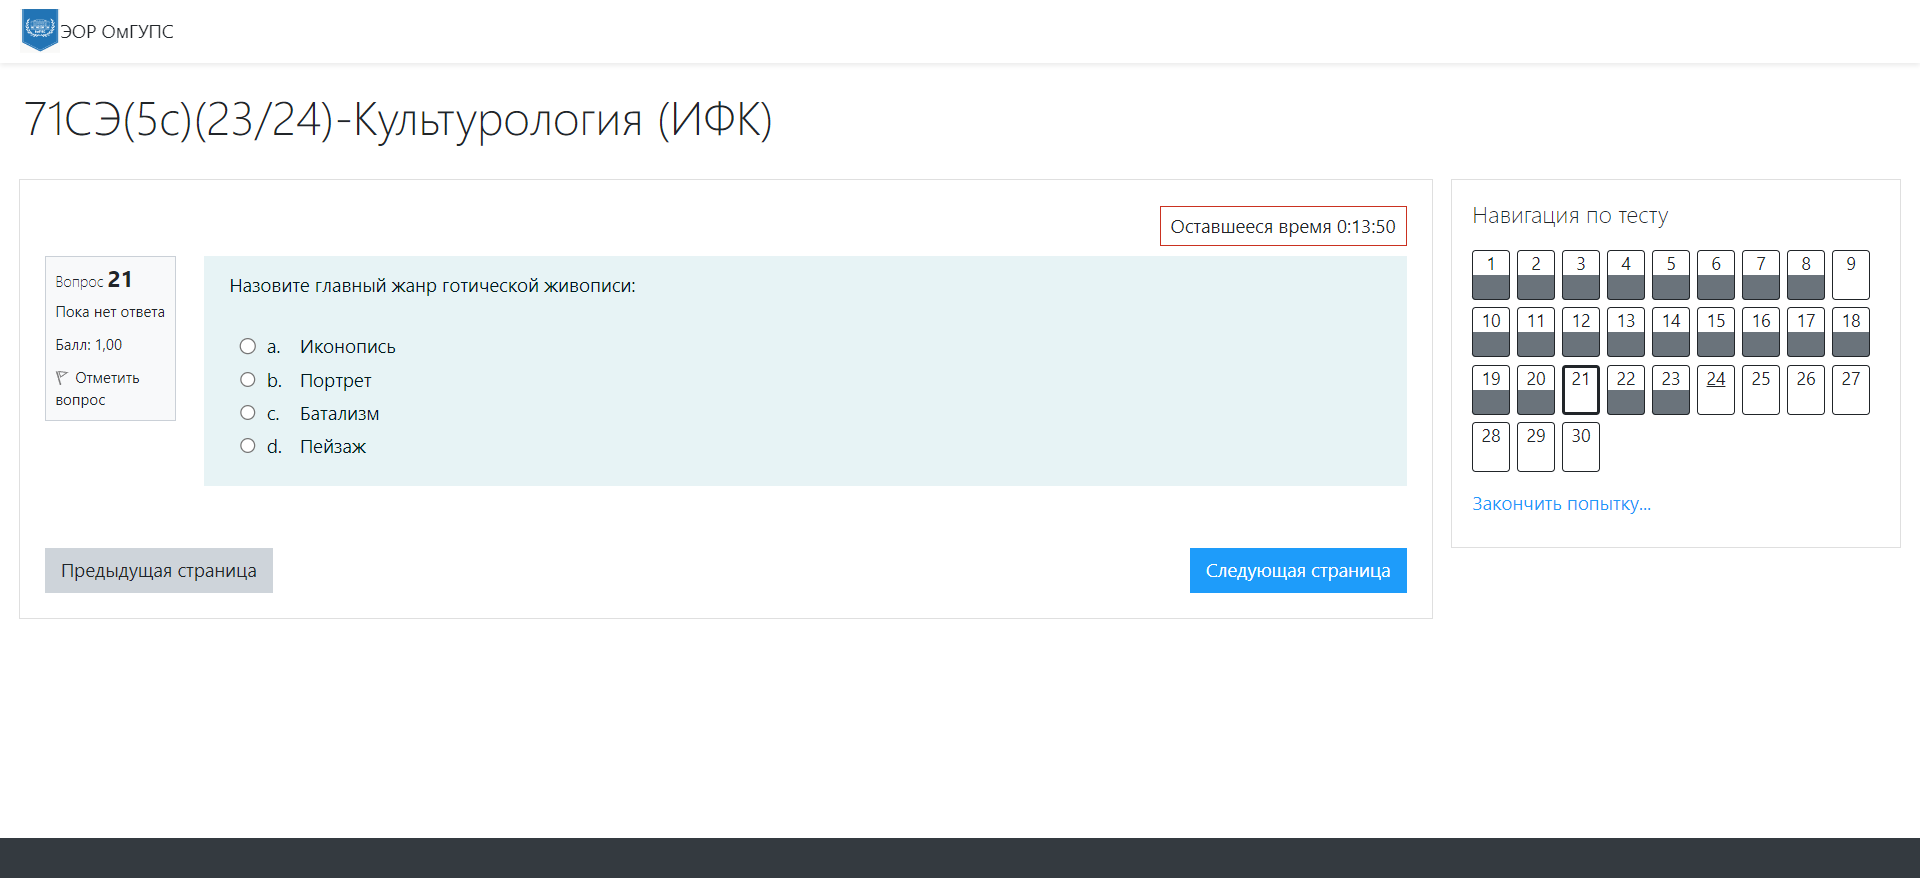 ЭОР ОмГУПС
71СЭ(5с)(23/24)-Культурология (ИФК)
Оставшееся время 0:13:50
Вопрос 21
Пока нет ответа
Балл: 1,00
Отметить
вопрос
Назовите главный жанр готической живописи:
a. Иконопись
b. Портрет
c. Батализм
d. Пейзаж
Предыдущая страница
Следующая страница
Навигация по тесту
1 2 3 4 5 6 7 8 9
10 11 12 13 14 15 16 17 18
19 20 21 22 23 24 25 26 27
28 29 30
Закончить попытку...